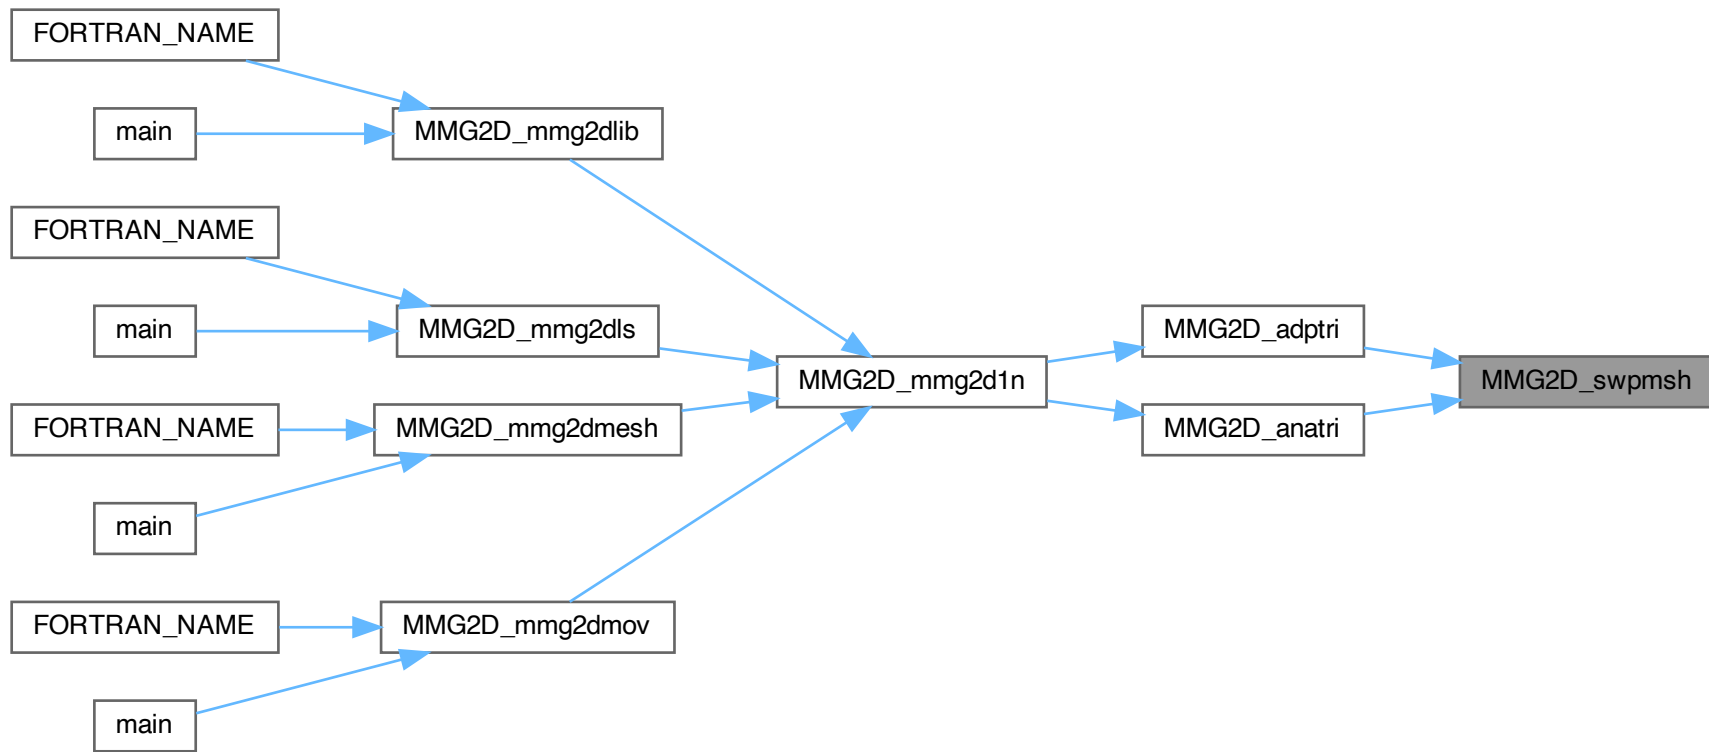 FORTRAN_NAME
main
MMG2D_mmg2dlib
FORTRAN_NAME
main
MMG2D_mmg2dls
MMG2D_adptri
MMG2D_mmg2d1n
MMG2D_swpmsh
FORTRAN_NAME
MMG2D_mmg2dmesh
MMG2D_anatri
main
FORTRAN_NAME
MMG2D_mmg2dmov
main